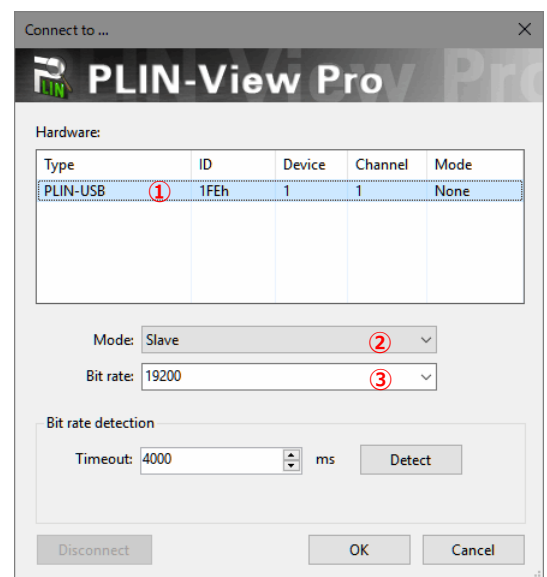 Connect to ...
PLIN-View Pro
Hardware:
Type ID Device Channel Mode
PLIN-USB ① 1FEh 1 1 None
Mode: Slave ②
Bit rate: 19200 ③
Bit rate detection
Timeout: 4000 ms Detect
Disconnect OK Cancel